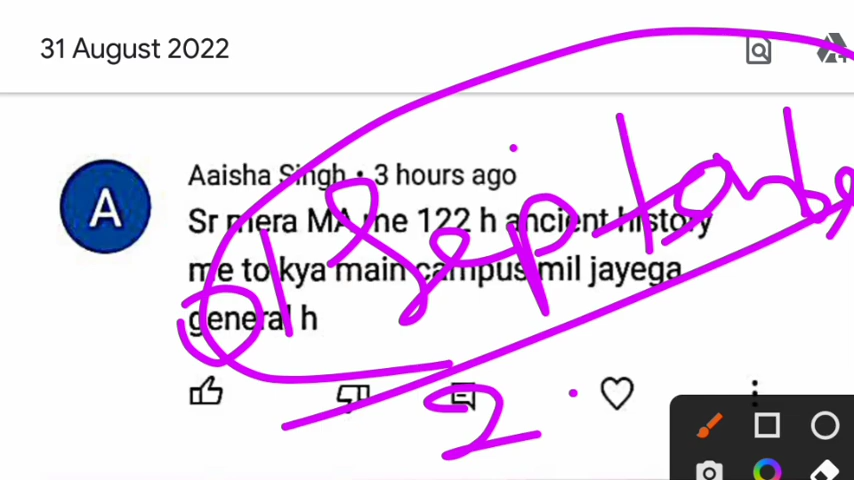 31 August 2022
Aaisha Singh • 3 hours ago
Sr mera MA me 122 h ancient history
me to kya main campus mil jayega
general h
01
2